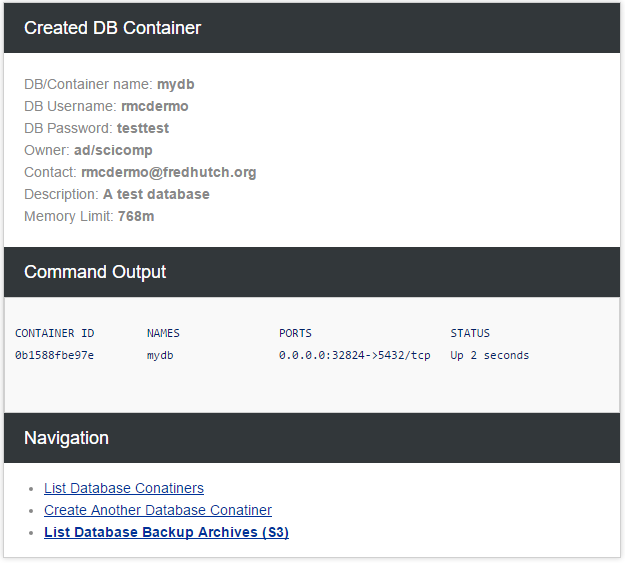 Created DB Container
DB/Container name: mydb
DB Username: rmcdermo
DB Password: testtest
Owner: ad/scicomp
Contact: rmcdermo@fredhutch.org
Description: A test database
Memory Limit: 768m
Command Output
CONTAINER ID NAMES PORTS STATUS
0b1588fbe97e mydb 0.0.0.0:32824->5432/tcp Up 2 seconds
Navigation
List Database Conatiners
Create Another Database Conatiner
List Database Backup Archives (S3)